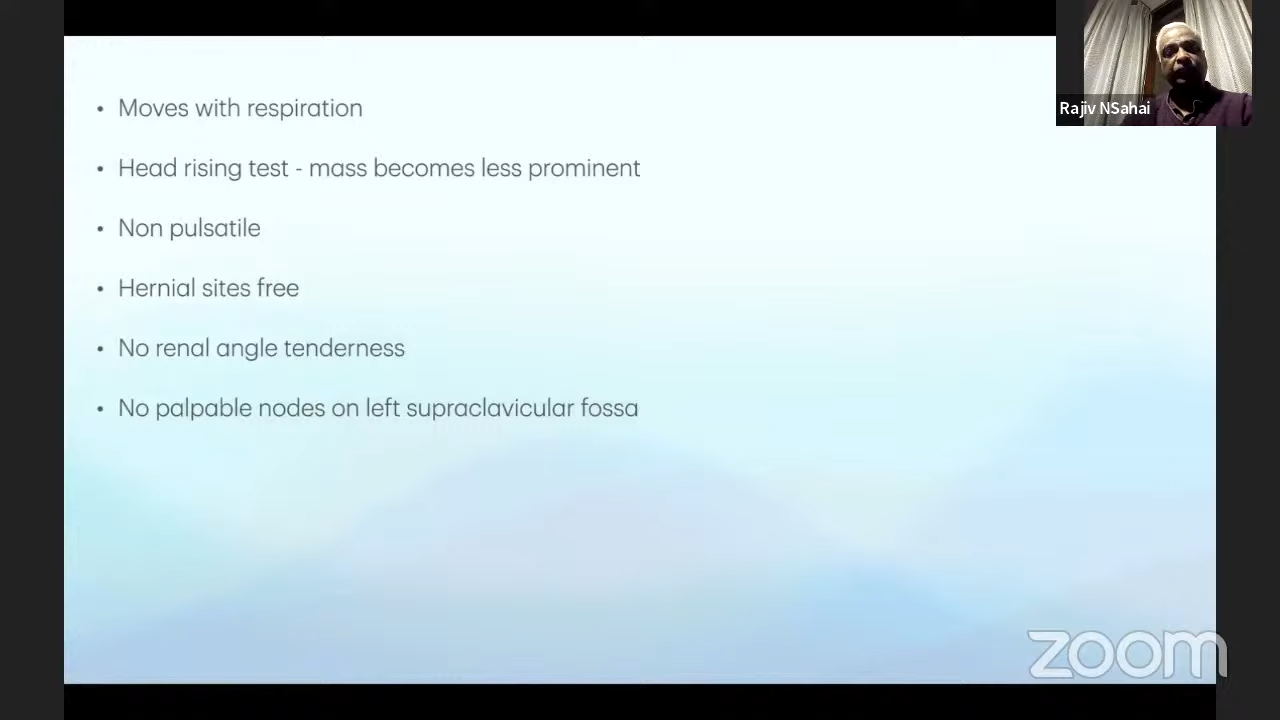 • Moves with respiration
• Head rising test - mass becomes less prominent
• Non pulsatile
• Hernial sites free
• No renal angle tenderness
• No palpable nodes on left supraclavicular fossa
Rajiv NSahai
zoom